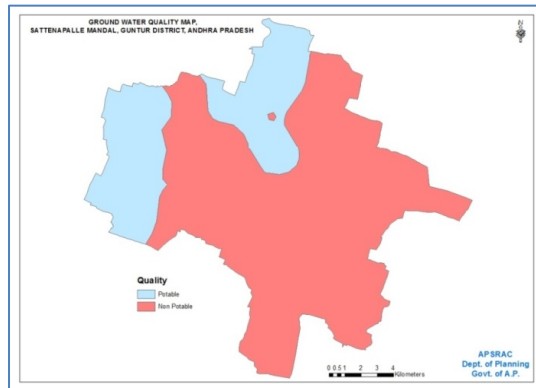 GROUND WATER QUALITY MAP,
SATTENAPALLE MANDAL, GUNTUR DISTRICT, ANDHRA PRADESH
N
Quality
Potable
Non Potable
0 0.5 1 2 3 4
Kilometers
APSRAC
Dept. of Planning
Govt. of A.P.